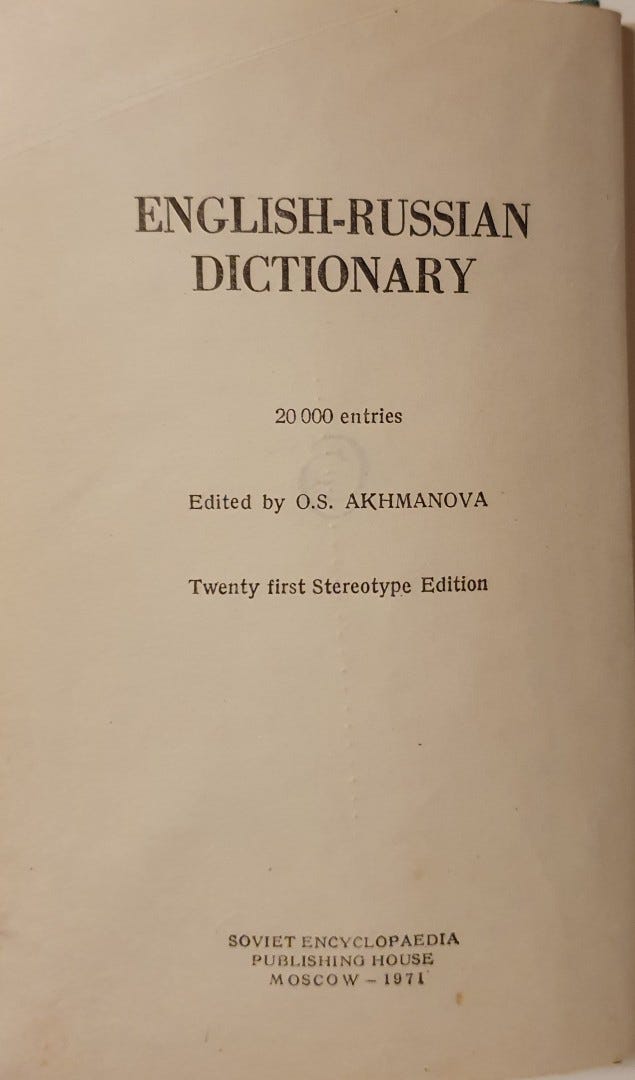 ENGLISH-RUSSIAN
DICTIONARY
20 000 entries
Edited by O.S. AKHMANOVA
Twenty first Stereotype Edition
SOVIET ENCYCLOPAEDIA
PUBLISHING HOUSE
MOSCOW – 1971